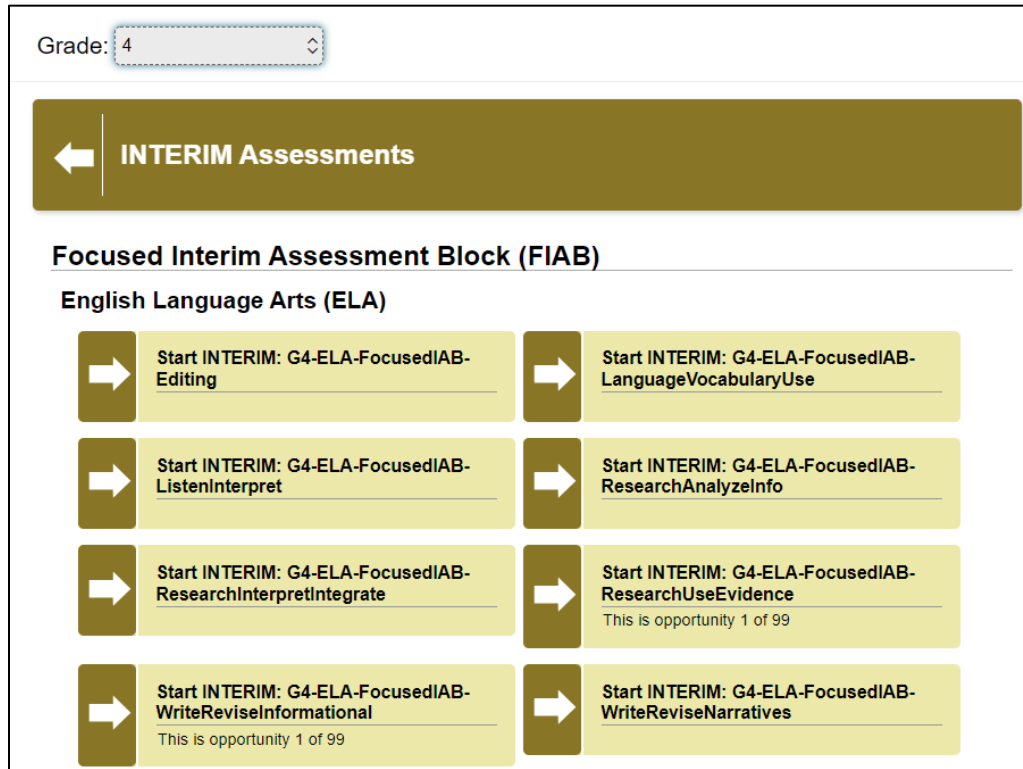 Grade: 4
INTERIM Assessments
Focused Interim Assessment Block (FIAB)
English Language Arts (ELA)
Start INTERIM: G4-ELA-FocusedIAB-
Editing
Start INTERIM: G4-ELA-FocusedIAB-
LanguageVocabularyUse
Start INTERIM: G4-ELA-FocusedIAB-
ListenInterpret
Start INTERIM: G4-ELA-FocusedIAB-
ResearchAnalyzeInfo
Start INTERIM: G4-ELA-FocusedIAB-
ResearchInterpretIntegrate
Start INTERIM: G4-ELA-FocusedIAB-
ResearchUseEvidence
This is opportunity 1 of 99
Start INTERIM: G4-ELA-FocusedIAB-
WriteReviseInformational
This is opportunity 1 of 99
Start INTERIM: G4-ELA-FocusedIAB-
WriteReviseNarratives